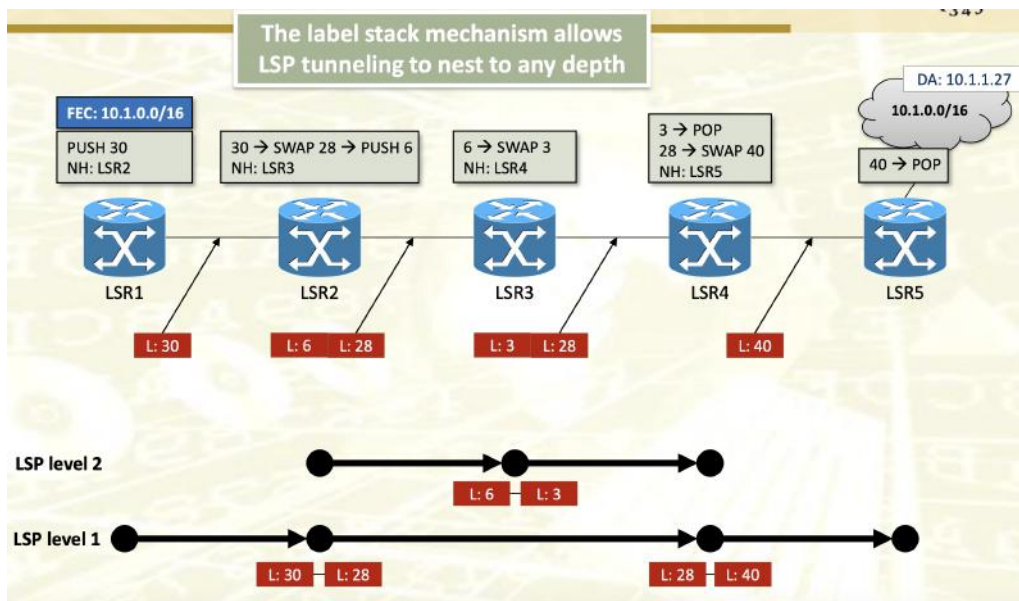 The label stack mechanism allows
LSP tunneling to nest to any depth
DA: 10.1.1.27
10.1.0.0/16
FEC: 10.1.0.0/16
PUSH 30
NH: LSR2
30 → SWAP 28 → PUSH 6
NH: LSR3
6 → SWAP 3
NH: LSR4
3 → POP
28 → SWAP 40
NH: LSR5
40 → POP
LSR1
LSR2
LSR3
LSR4
LSR5
L: 30
L: 6
L: 28
L: 3
L: 28
L: 40
LSP level 2
L: 6
L: 3
LSP level 1
L: 30
L: 28
L: 28
L: 40